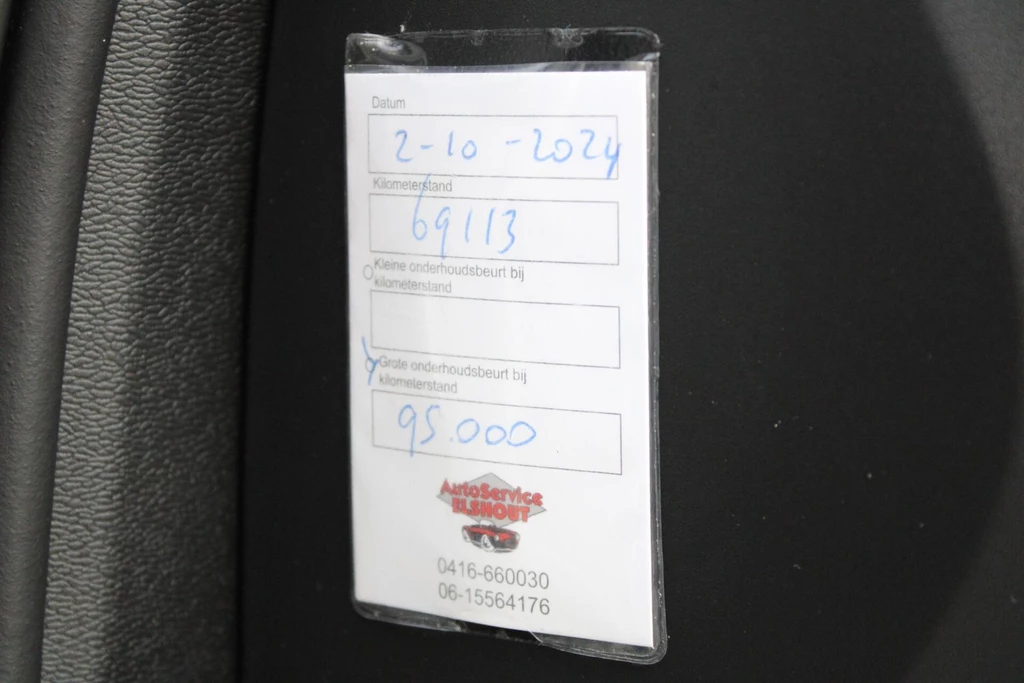 Datum
2-10-2024
Kilometerstand
69113
Kleine onderhoudsbeurt bij
kilometerstand
Grote onderhoudsbeurt bij
kilometerstand
95.000
AutoService
ELSHOUT
0416-660030
06-15564176